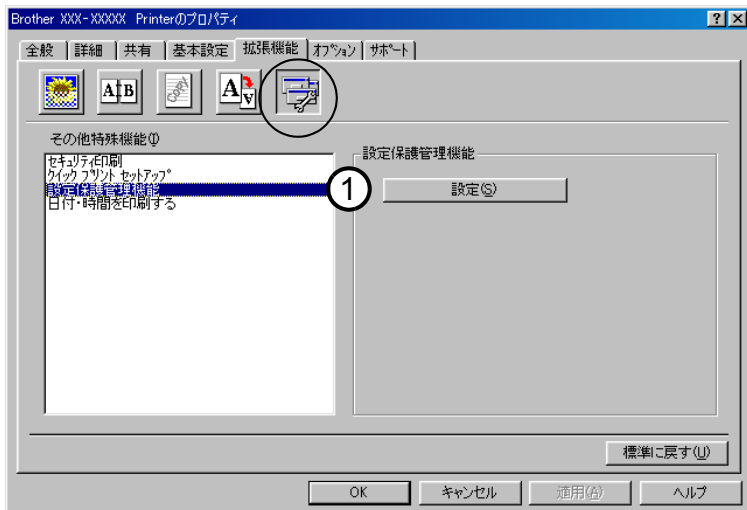 Brother XXX-XXXXX Printerのプロパティ
全般 詳細 共有 基本設定 拡張機能 オプション サポート
A B
A A
その他特殊機能(I)
セキュリティ印刷
クイック プリント セットアップ
設定保護管理機能
日付・時間を印刷する
設定保護管理機能
① 設定(S)
標準に戻す(U)
OK キャンセル 適用(A) ヘルプ